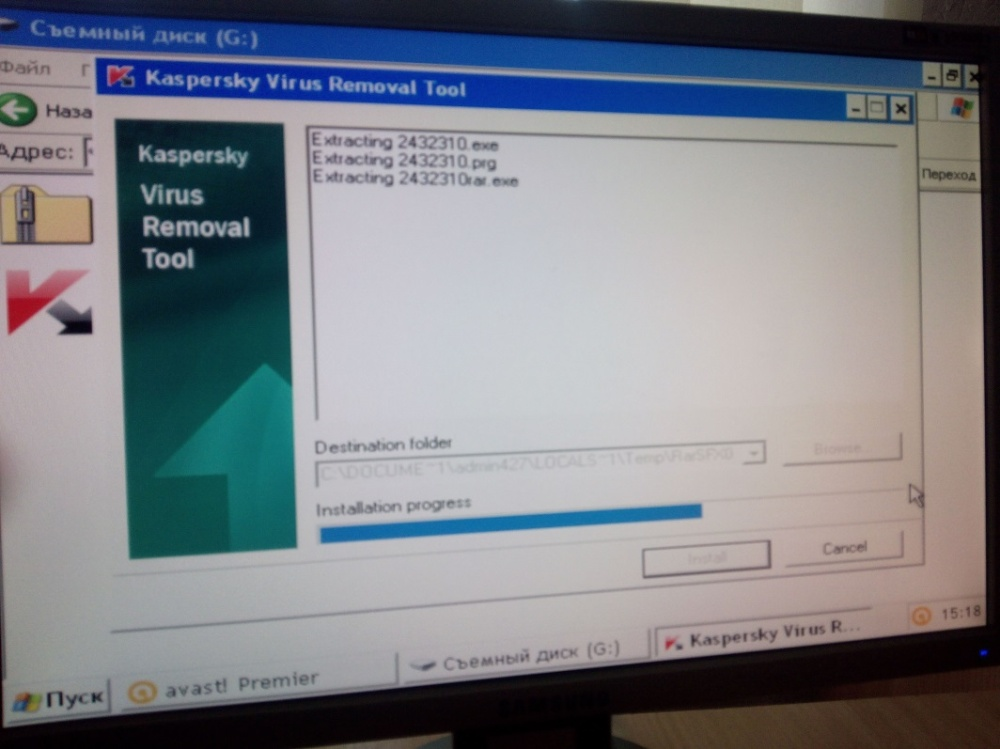 Съемный диск (G:)
Файл
Kaspersky Virus Removal Tool
Наза
Адрес:
Переход
Kaspersky
Virus
Removal
Tool
Extracting 2432310.exe
Extracting 2432310.prg
Extracting 2432310rar.exe
Destination folder
C:\DOCUME~1\admin427\LOCALS~1\Temp\RarSFX0
Browse...
Installation progress
Install
Cancel
Пуск
avast! Premier
Съемный диск (G:)
Kaspersky Virus R...
15:18
SAMSUNG